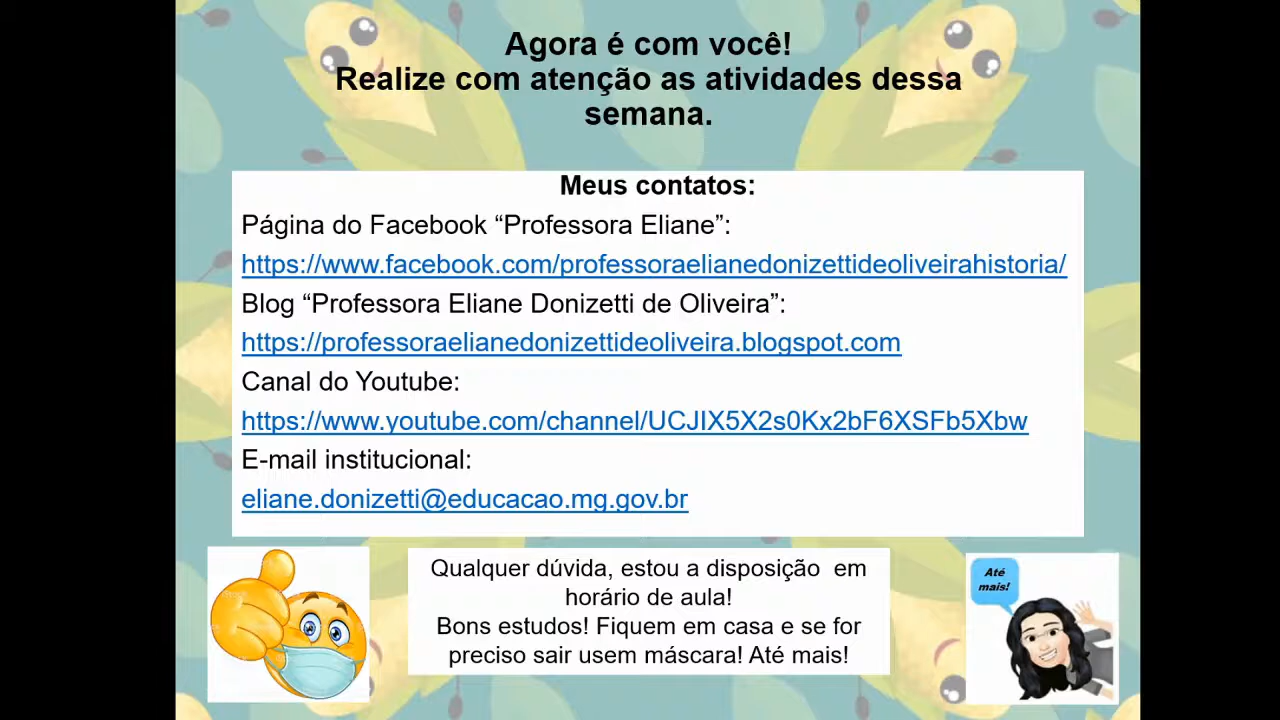 Agora é com você!
Realize com atenção as atividades dessa
semana.
Meus contatos:
Página do Facebook “Professora Eliane”:
https://www.facebook.com/professoraelianedonizettideoliveirahistoria/
Blog “Professora Eliane Donizetti de Oliveira”:
https://professoraelianedonizettideoliveira.blogspot.com
Canal do Youtube:
https://www.youtube.com/channel/UCJIX5X2s0Kx2bF6XSFb5Xbw
E-mail institucional:
eliane.donizetti@educacao.mg.gov.br
Qualquer dúvida, estou a disposição  em
horário de aula!
Bons estudos! Fiquem em casa e se for
preciso sair usem máscara! Até mais!
Até
mais!